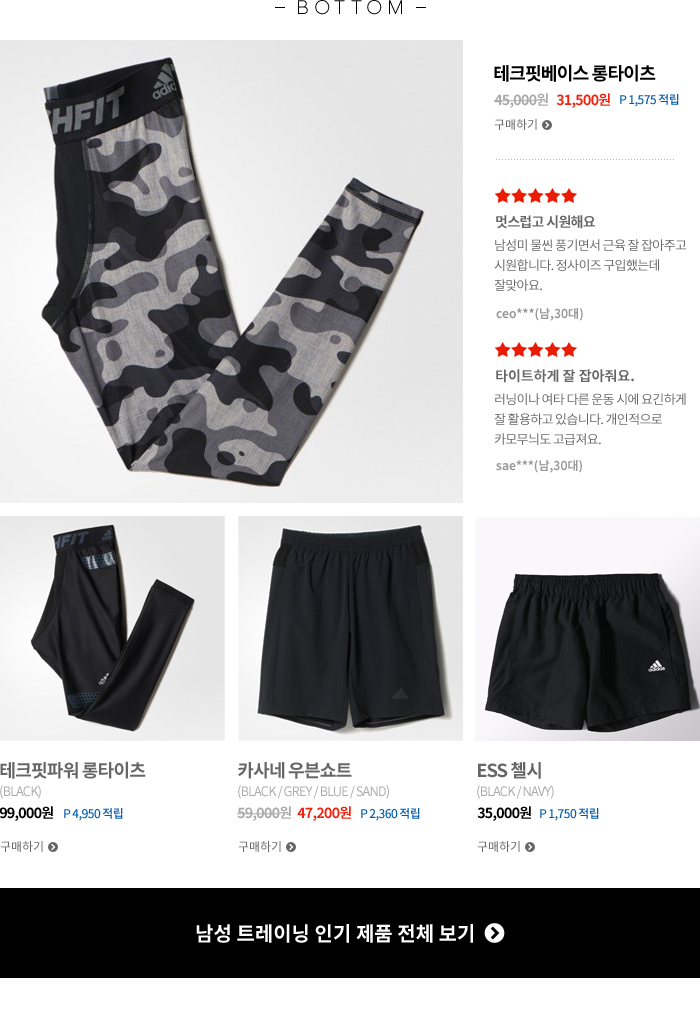 – BOTTOM –
HFIT
adidas
테크핏베이스 롱타이츠
45,000원 31,500원 P 1,575 적립
구매하기
멋스럽고 시원해요
남성미 물씬 풍기면서 근육 잘 잡아주고
시원합니다. 정사이즈 구입했는데
잘맞아요.
ceo***(남,30대)
타이트하게 잘 잡아줘요.
러닝이나 여타 다른 운동 시에 요긴하게
잘 활용하고 있습니다. 개인적으로
카모무늬도 고급져요.
sae***(남,30대)
HFIT
adidas
테크핏파워 롱타이츠
(BLACK)
99,000원 P 4,950 적립
구매하기
카사네 우븐쇼트
(BLACK / GREY / BLUE / SAND)
59,000원 47,200원 P 2,360 적립
구매하기
ESS 첼시
(BLACK / NAVY)
35,000원 P 1,750 적립
구매하기
남성 트레이닝 인기 제품 전체 보기